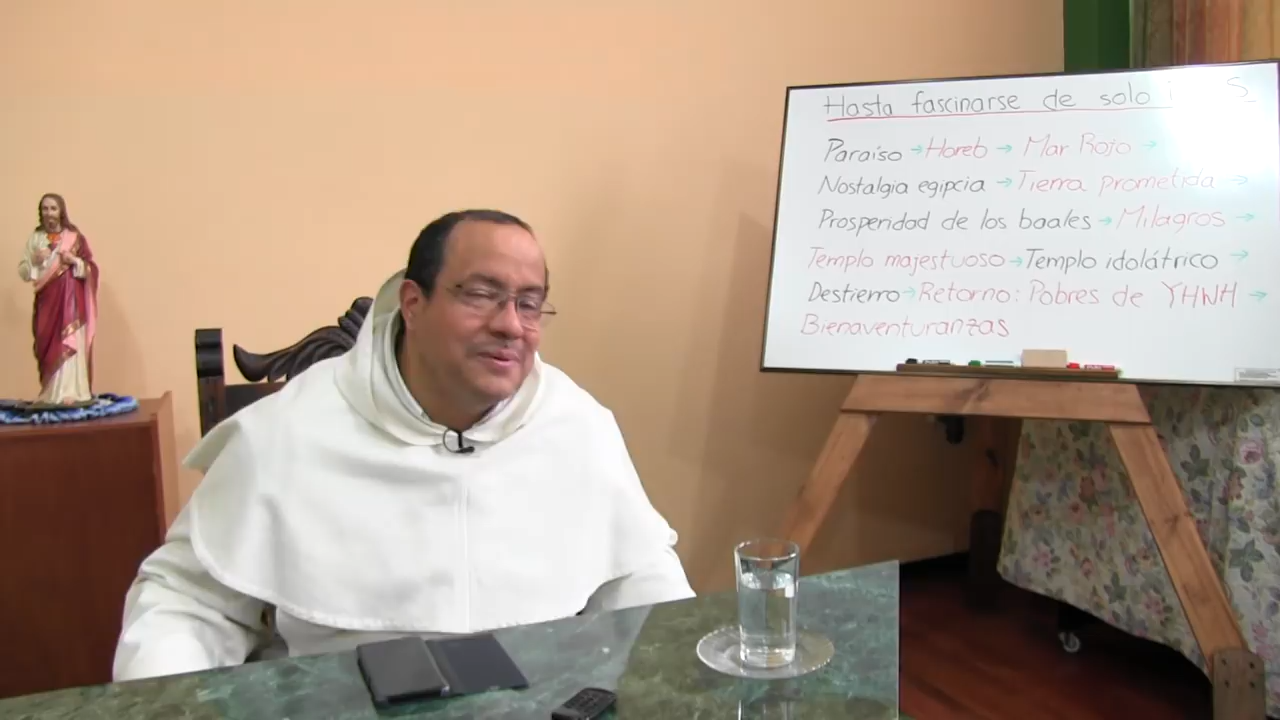 Hasta fascinarse de solo
Paraíso → Horeb → Mar Rojo →
Nostalgia egipcia → Tierra prometida →
Prosperidad de los baales → Milagros →
Templo majestuoso → Templo idolátrico →
Destierro → Retorno: Pobres de YHWH →
Bienaventuranzas